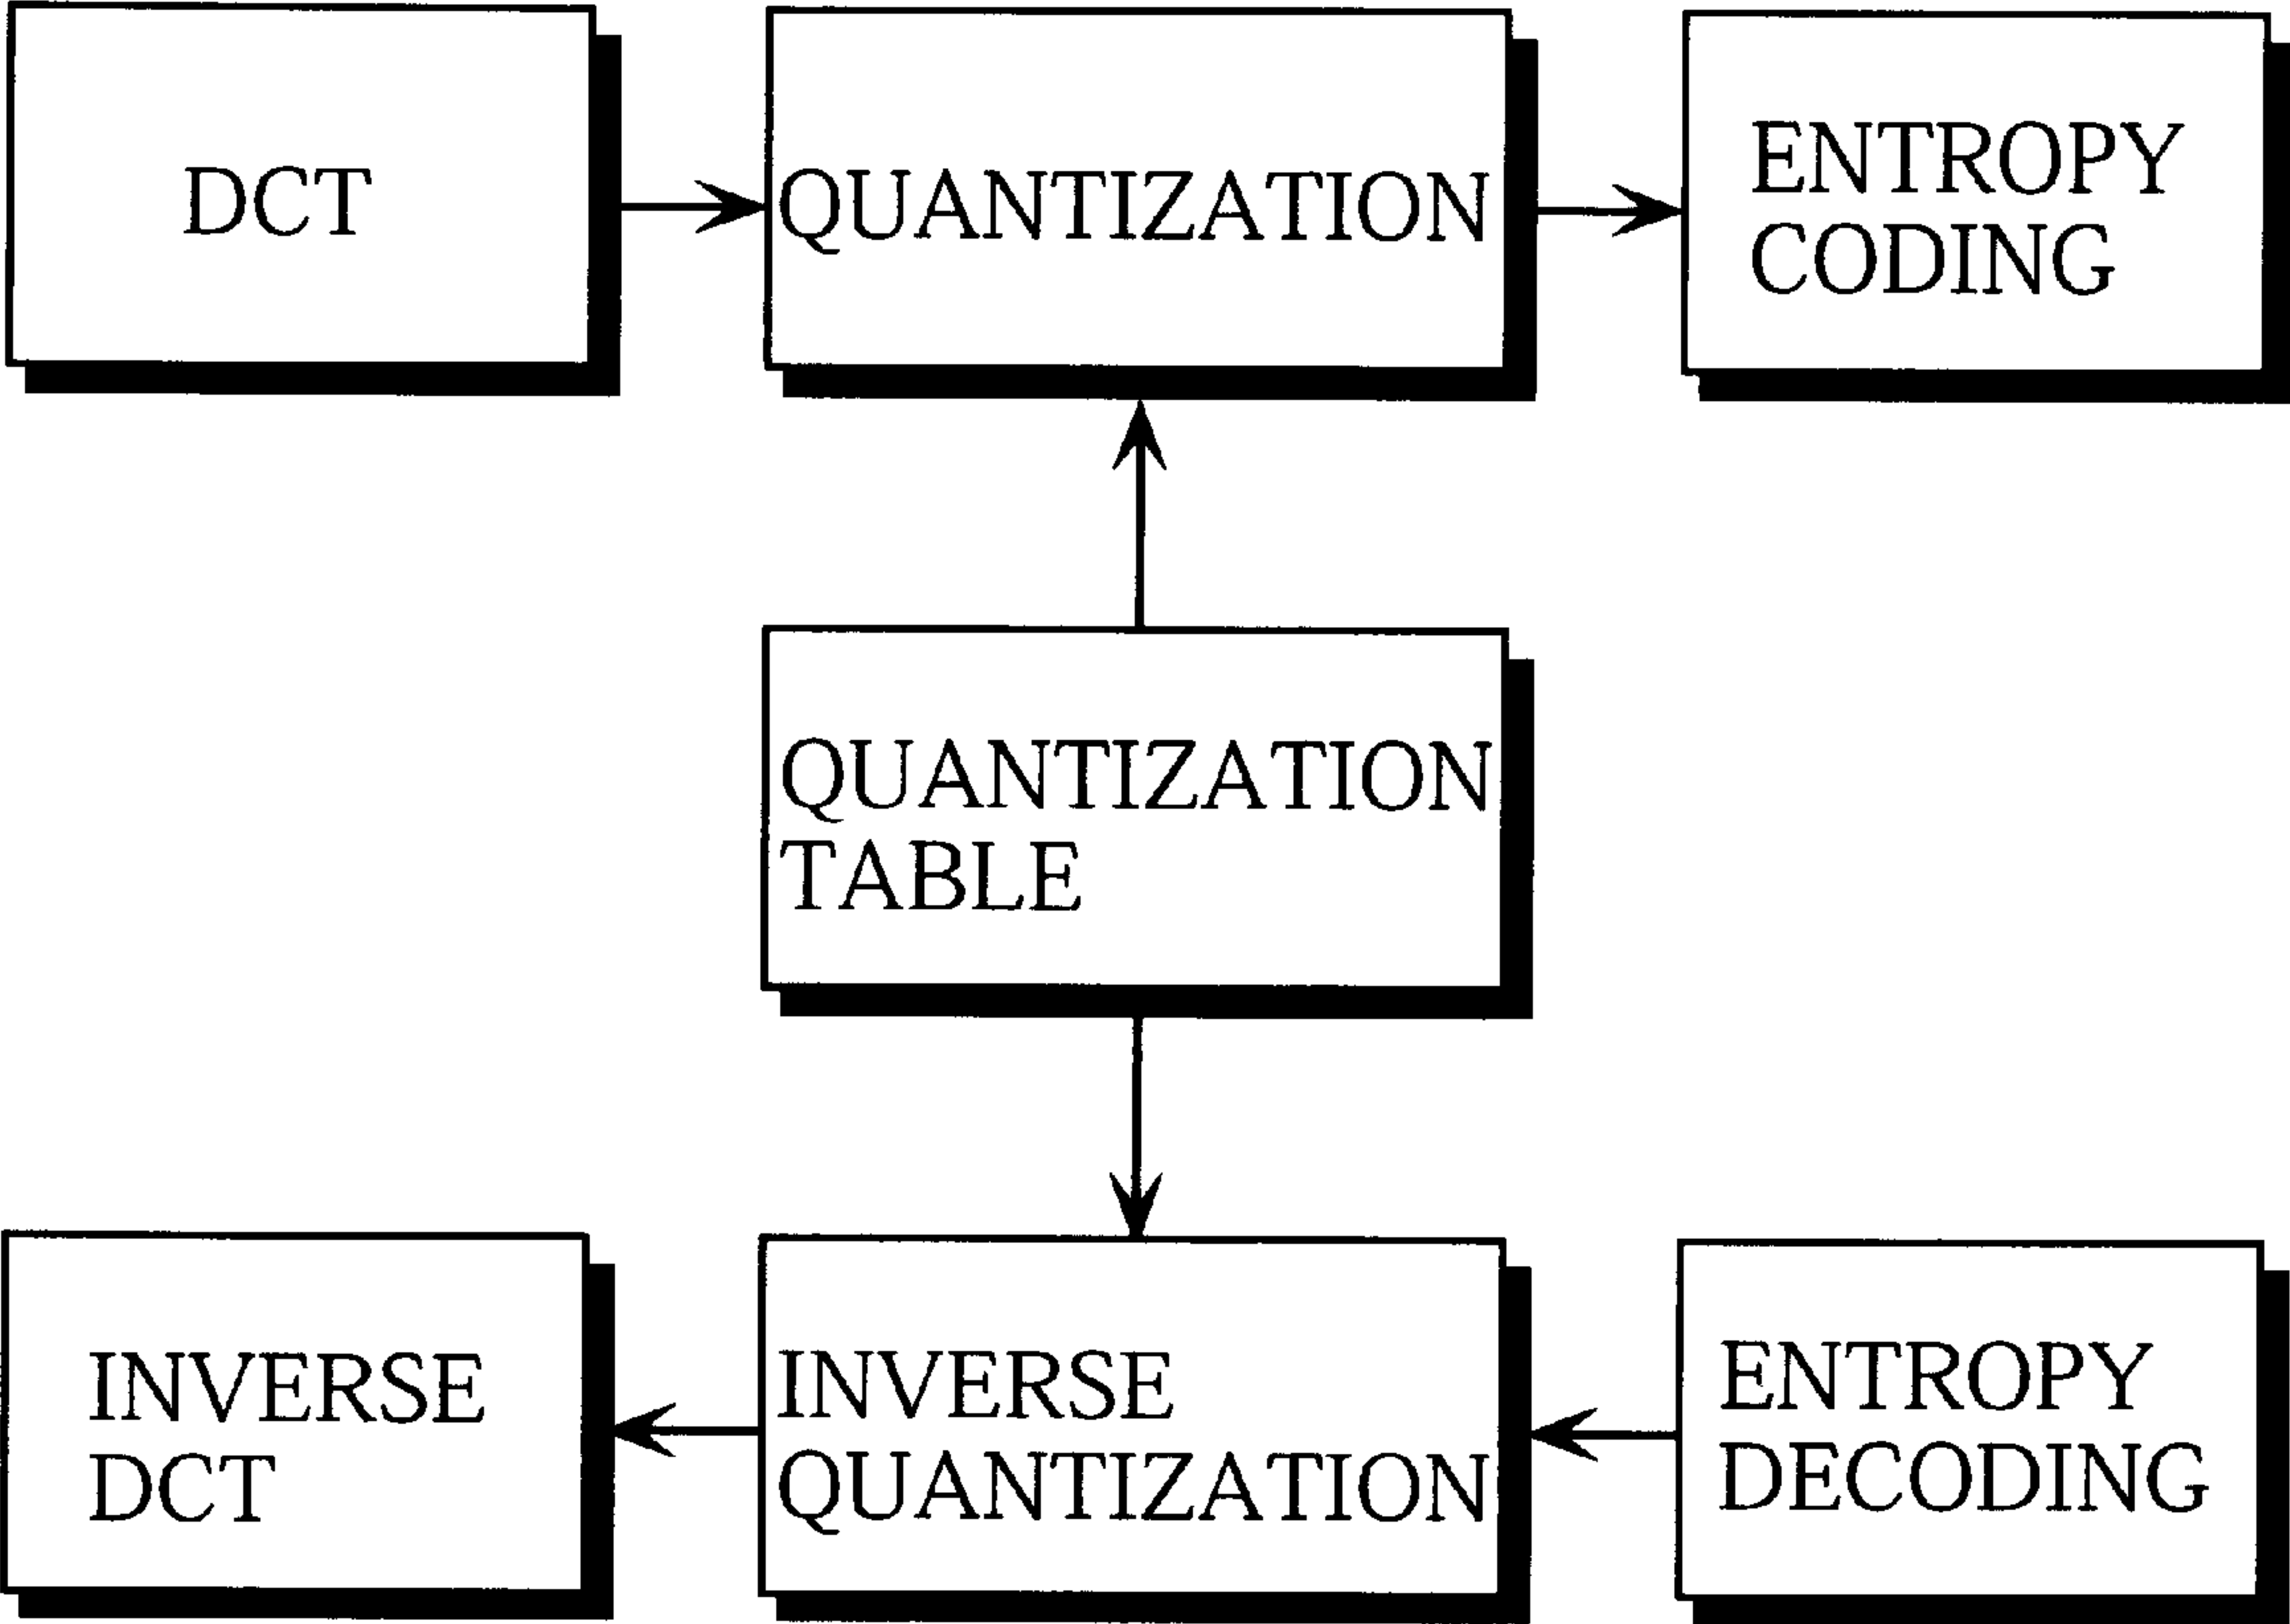 DCT
QUANTIZATION
ENTROPY
CODING
QUANTIZATION
TABLE
INVERSE
DCT
INVERSE
QUANTIZATION
ENTROPY
DECODING